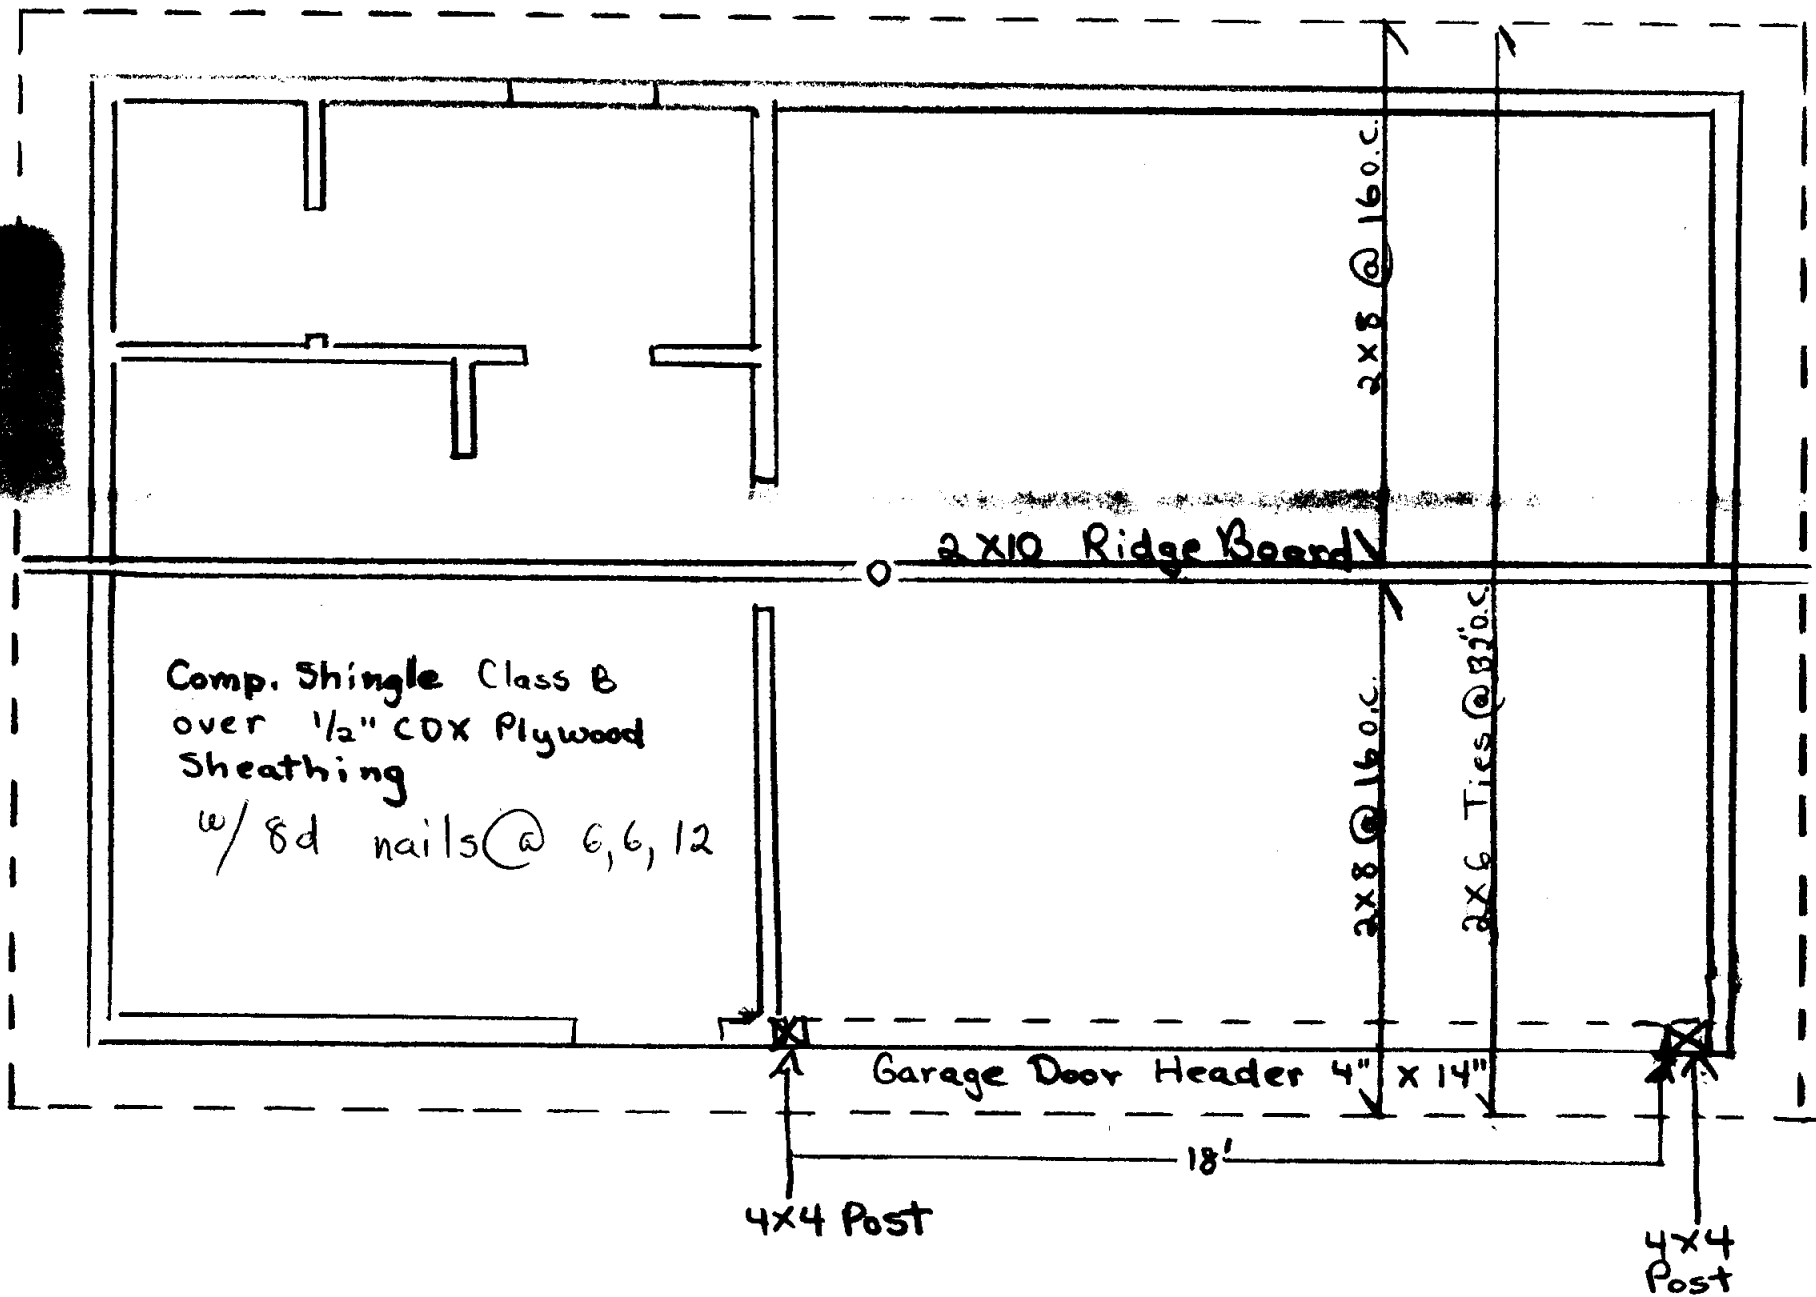 2X8 @ 16 O.C.
2X10 Ridge Board
Comp. Shingle Class B
over 1/2" CDX Plywood
Sheathing
w/ 8d nails @ 6,6,12
2X8 @ 16 O.C.
2X6 Ties @ 32" O.C.
Garage Door Header 4" X 14"
18'
4X4 Post
4X4
Post